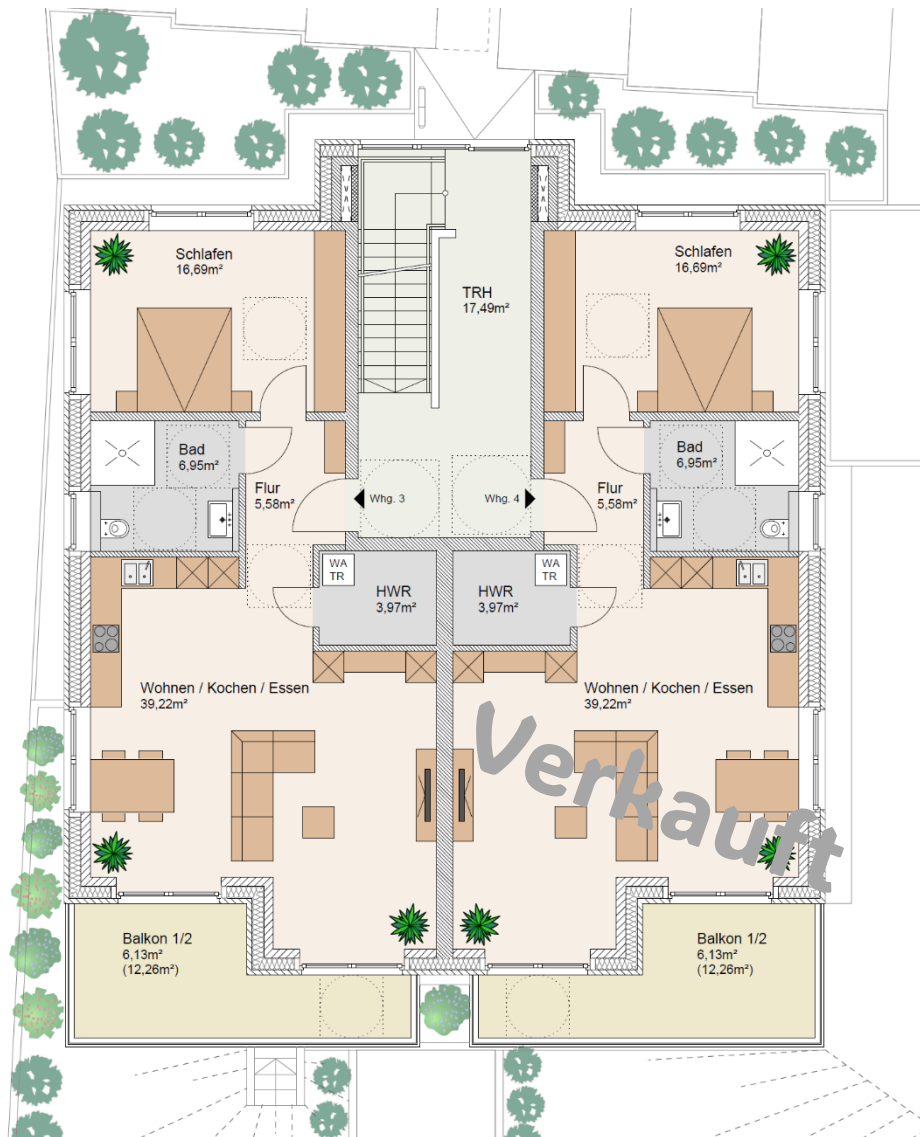 Schlafen
16,69m²
Schlafen
16,69m²
TRH
17,49m²
Bad
6,95m²
Bad
6,95m²
Flur
5,58m²
Flur
5,58m²
Whg. 3
Whg. 4
WA
TR
WA
TR
HWR
3,97m²
HWR
3,97m²
Wohnen / Kochen / Essen
39,22m²
Wohnen / Kochen / Essen
39,22m²
Verkauft
Balkon 1/2
6,13m²
(12,26m²)
Balkon 1/2
6,13m²
(12,26m²)